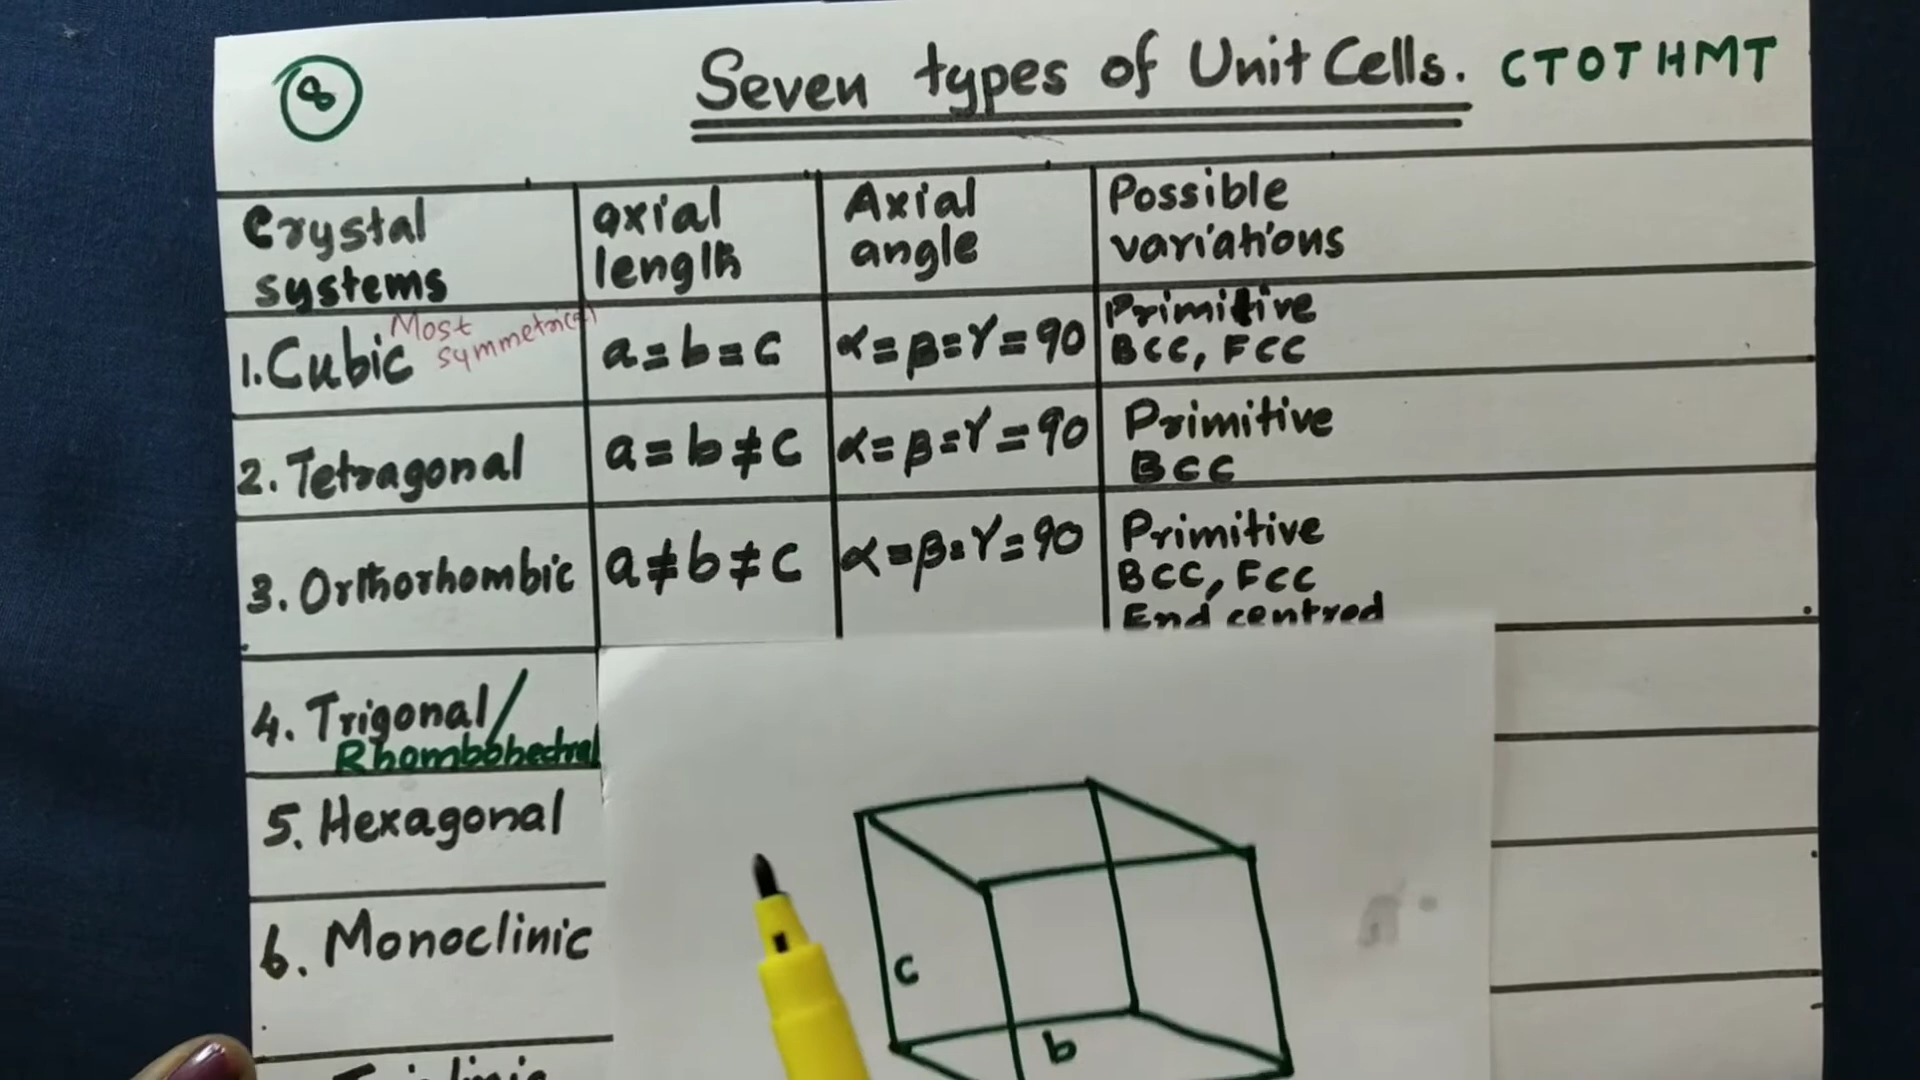 8
Seven types of Unit Cells. CTOTHMT
Crystal systems
axial length
Axial angle
Possible variations
1. Cubic Most symmetrical
a = b = c
α = β = γ = 90
Primitive
BCC, FCC
2. Tetragonal
a = b ≠ c
α = β = γ = 90
Primitive
BCC
3. Orthorhombic
a ≠ b ≠ c
α = β = γ = 90
Primitive
BCC, FCC
End centred
4. Trigonal/
Rhombohedral
5. Hexagonal
6. Monoclinic
Triclinic
c
b